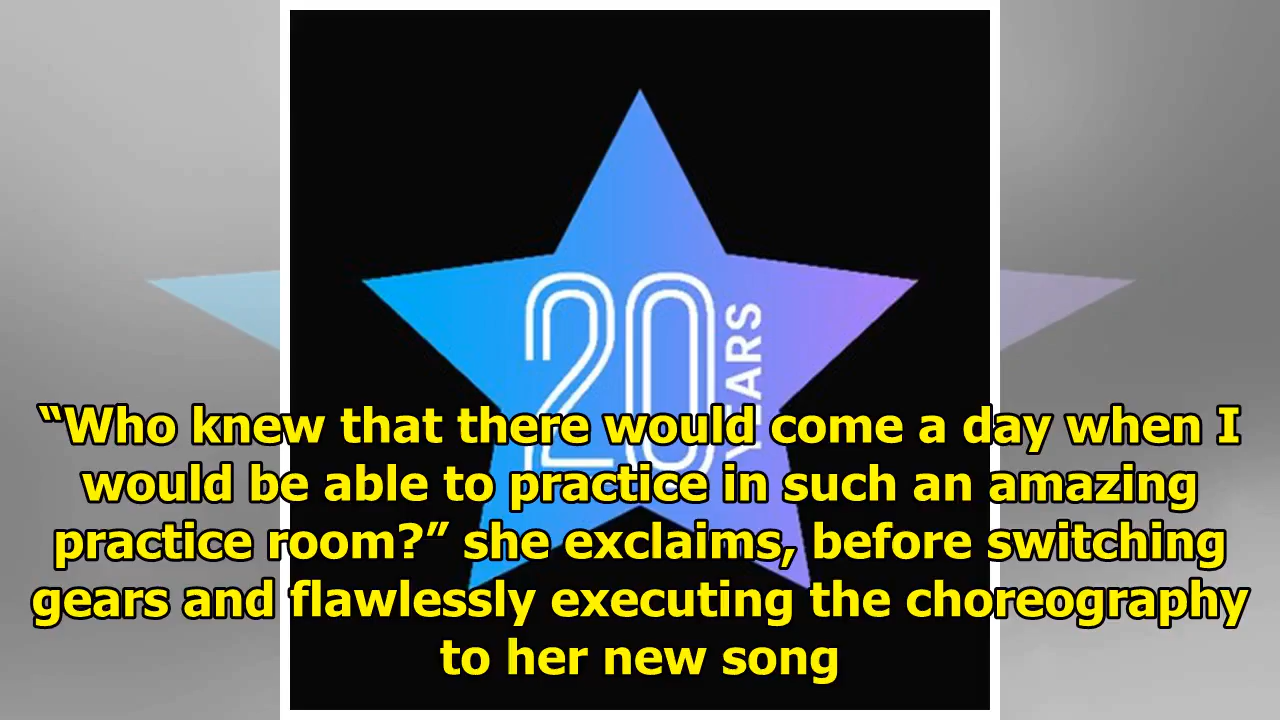 20
YEARS
“Who knew that there would come a day when I
would be able to practice in such an amazing
practice room?” she exclaims, before switching
gears and flawlessly executing the choreography
to her new song